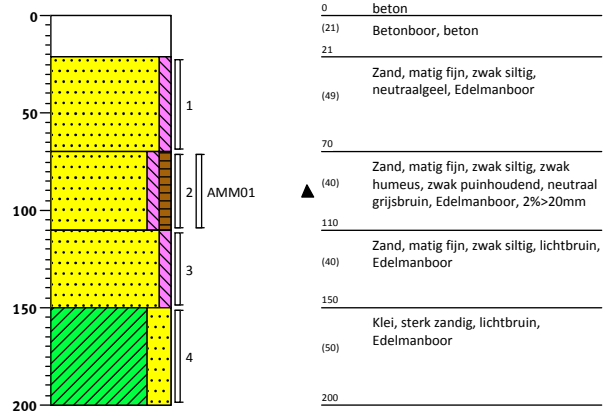 0
50
100
150
200
1
2
AMM01
3
4
0 beton
(21) Betonboor, beton
21
Zand, matig fijn, zwak siltig,
(49) neutraalgeel, Edelmanboor
70
Zand, matig fijn, zwak siltig, zwak
(40) humeus, zwak puinhoudend, neutraal
grijsbruin, Edelmanboor, 2%>20mm
110
Zand, matig fijn, zwak siltig, lichtbruin,
(40) Edelmanboor
150
Klei, sterk zandig, lichtbruin,
(50) Edelmanboor
200